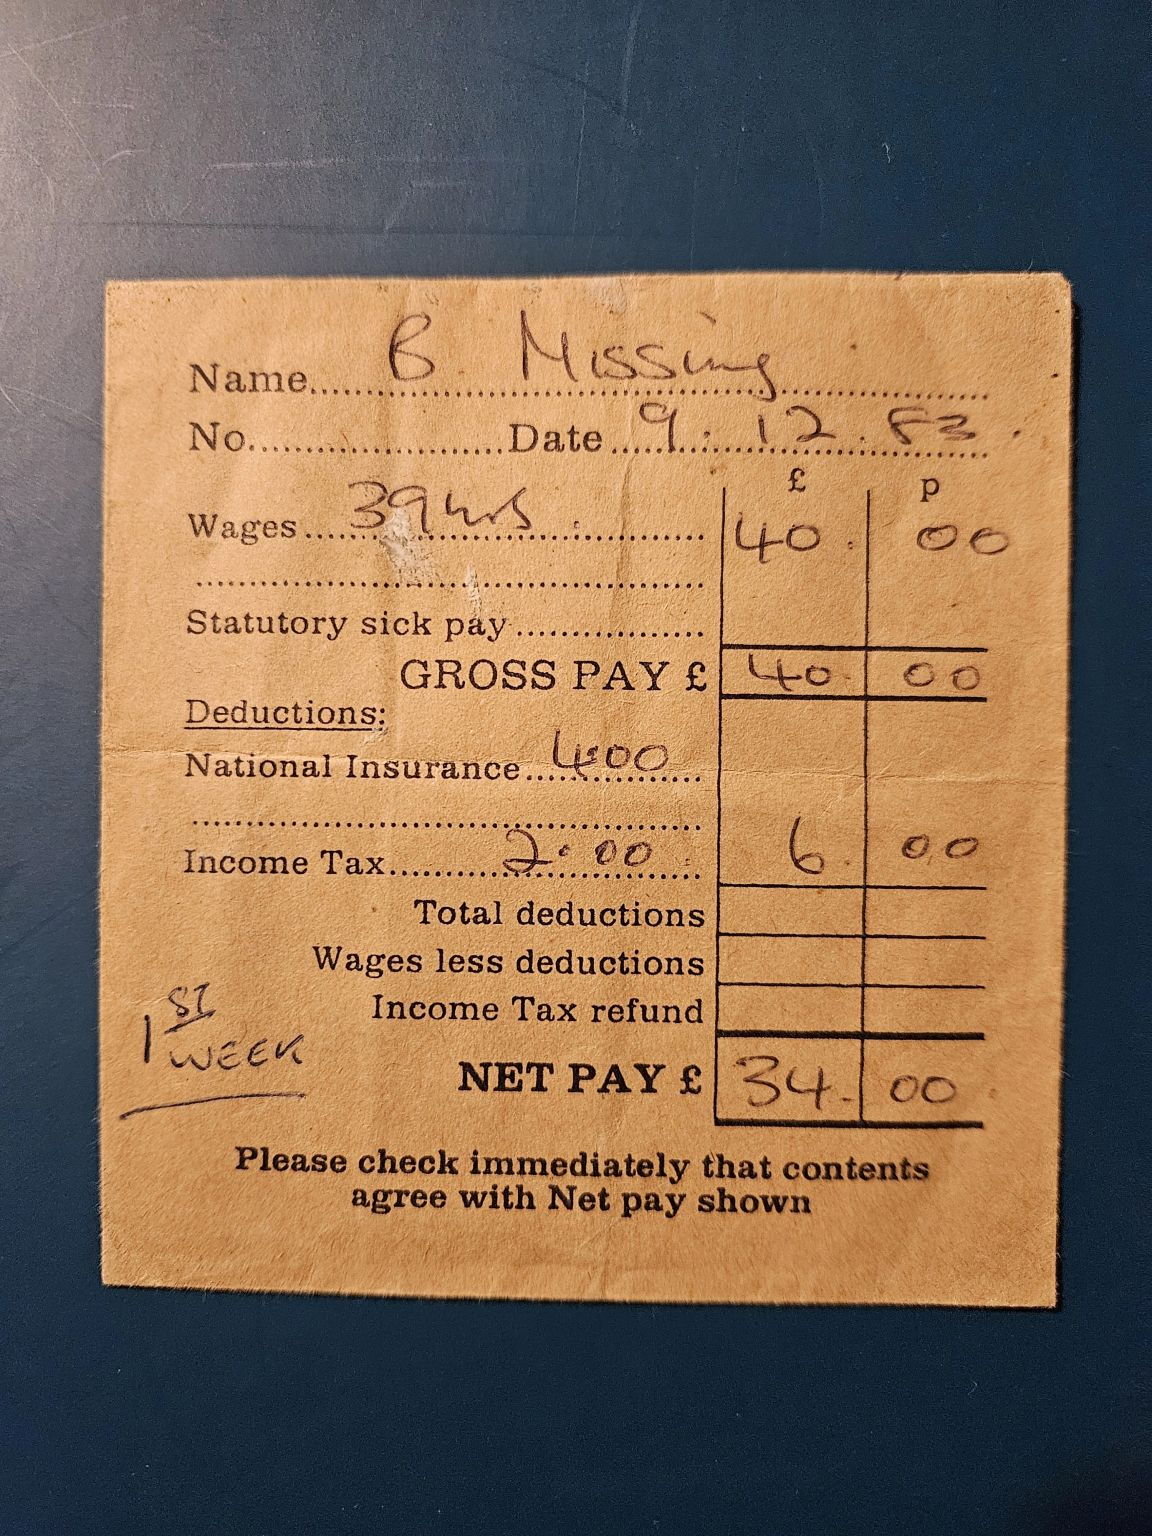 Name B Missing
No. Date 9.12.83.
£ p
Wages 39 hrs 40. 00
Statutory sick pay
GROSS PAY £ 40. 00
Deductions:
National Insurance 4.00
Income Tax 2.00 6. 00
Total deductions
Wages less deductions
Income Tax refund
1ST
WEEK
NET PAY £ 34. 00
Please check immediately that contents
agree with Net pay shown